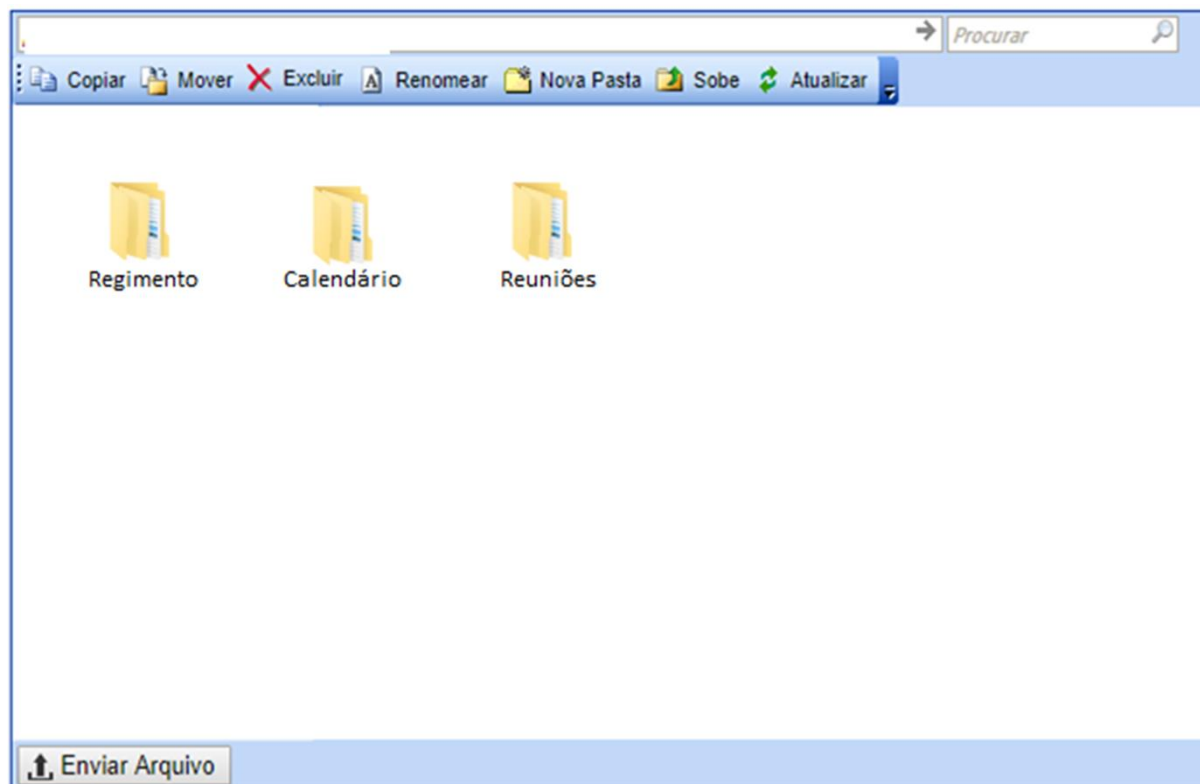 Procurar
Copiar Mover Excluir Renomear Nova Pasta Sobe Atualizar
Regimento Calendário Reuniões
Enviar Arquivo